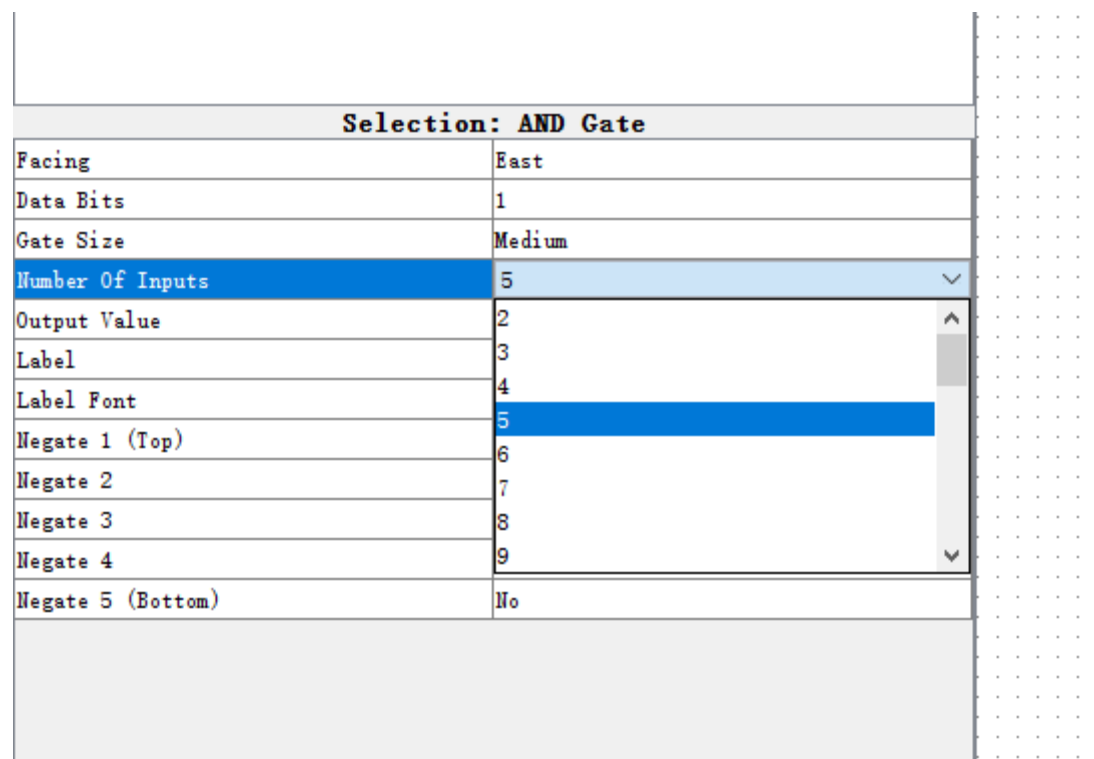 Selection: AND Gate
Facing East
Data Bits 1
Gate Size Medium
Number Of Inputs 5
Output Value 2
Label 3
4
Label Font 5
Negate 1 (Top) 6
Negate 2 7
Negate 3 8
Negate 4 9
Negate 5 (Bottom) No